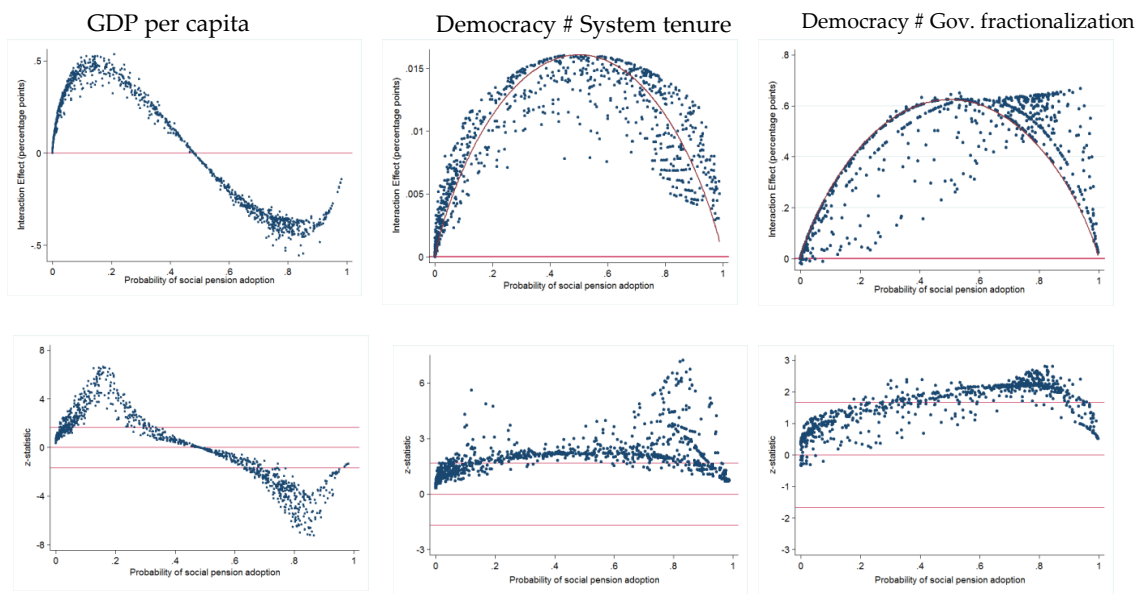 GDP per capita
Democracy # System tenure
Democracy # Gov. fractionalization
Interaction Effect (percentage points)
.5
0
-.5
0 .2 .4 .6 .8 1
Probability of social pension adoption
Interaction Effect (percentage points)
.015
.01
.005
0
0 .2 .4 .6 .8 1
Probability of social pension adoption
Interaction Effect (percentage points)
.8
.6
.4
.2
0
0 .2 .4 .6 .8 1
Probability of social pension adoption
z-statistic
8
4
0
-4
-8
0 .2 .4 .6 .8 1
Probability of social pension adoption
z-statistic
6
3
0
-3
0 .2 .4 .6 .8 1
Probability of social pension adoption
z-statistic
3
2
1
0
-1
-2
-3
0 .2 .4 .6 .8 1
Probability of social pension adoption